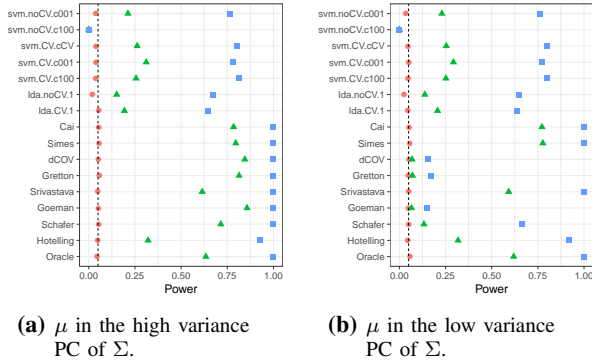 svm.noCV.c001
svm.noCV.c100
svm.CV.cCV
svm.CV.c001
svm.CV.c100
lda.noCV.1
lda.CV.1
Cai
Simes
dCOV
Gretton
Srivastava
Goeman
Schafer
Hotelling
Oracle
0.00 0.25 0.50 0.75 1.00
Power
(a) μ in the high variance
PC of Σ.
svm.noCV.c001
svm.noCV.c100
svm.CV.cCV
svm.CV.c001
svm.CV.c100
lda.noCV.1
lda.CV.1
Cai
Simes
dCOV
Gretton
Srivastava
Goeman
Schafer
Hotelling
Oracle
0.00 0.25 0.50 0.75 1.00
Power
(b) μ in the low variance
PC of Σ.